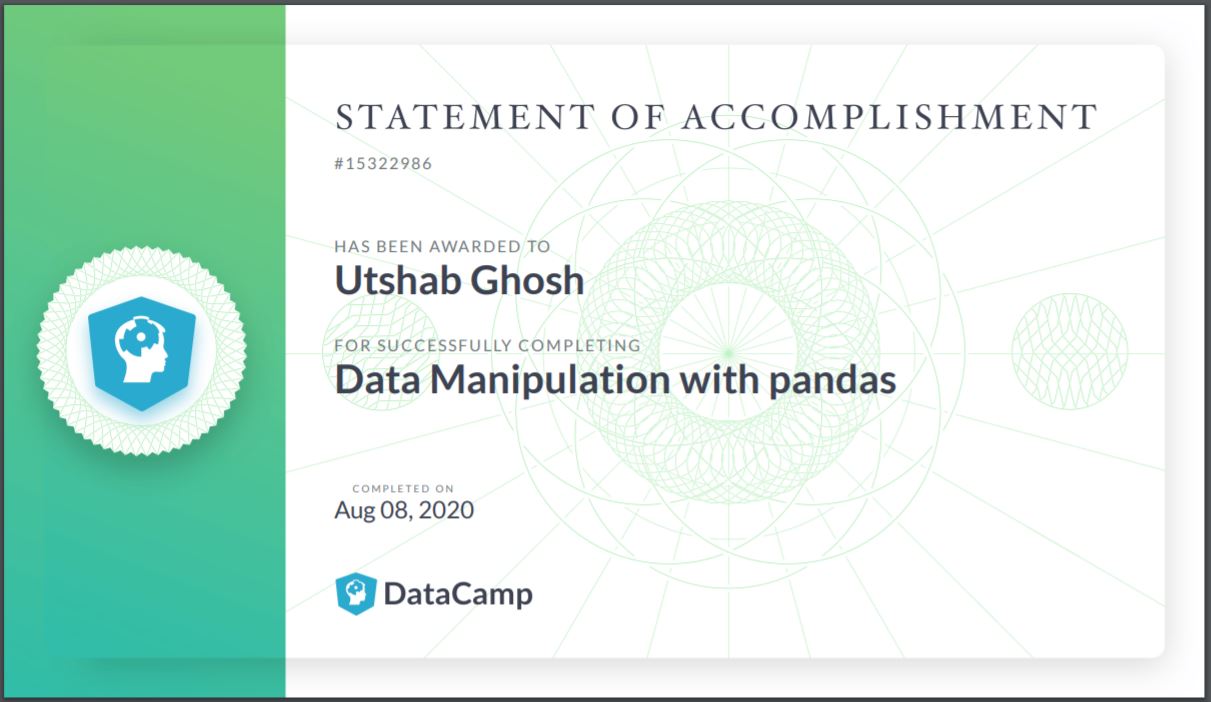 STATEMENT OF ACCOMPLISHMENT
#15322986
HAS BEEN AWARDED TO
Utshab Ghosh
FOR SUCCESSFULLY COMPLETING
Data Manipulation with pandas
COMPLETED ON
Aug 08, 2020
DataCamp